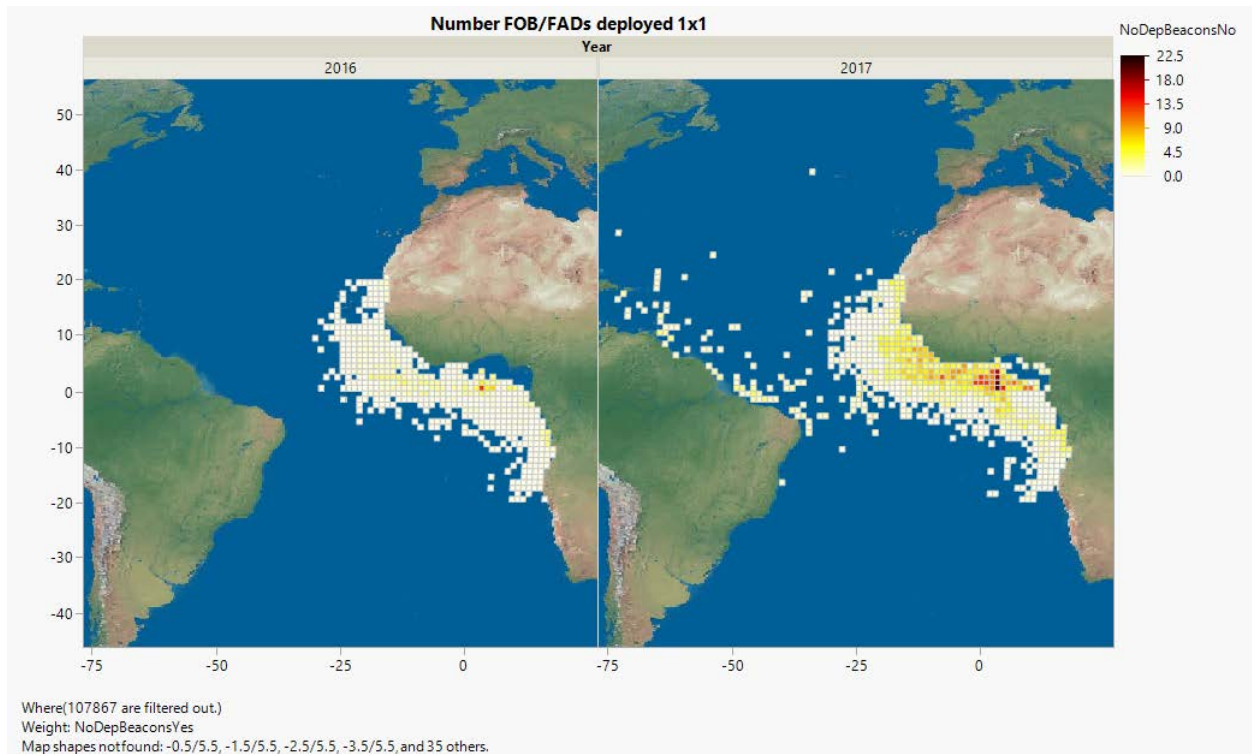 Number FOB/FADs deployed 1x1
Year
2016 2017
NoDepBeaconsNo
22.5
18.0
13.5
9.0
4.5
0.0
50
40
30
20
10
0
-10
-20
-30
-40
-75 -50 -25 0 -75 -50 -25 0
Where(107867 are filtered out.)
Weight: NoDepBeaconsYes
Map shapes notfound: -0.5/5.5, -1.5/5.5, -2.5/5.5, -3.5/5.5, and 35 others.